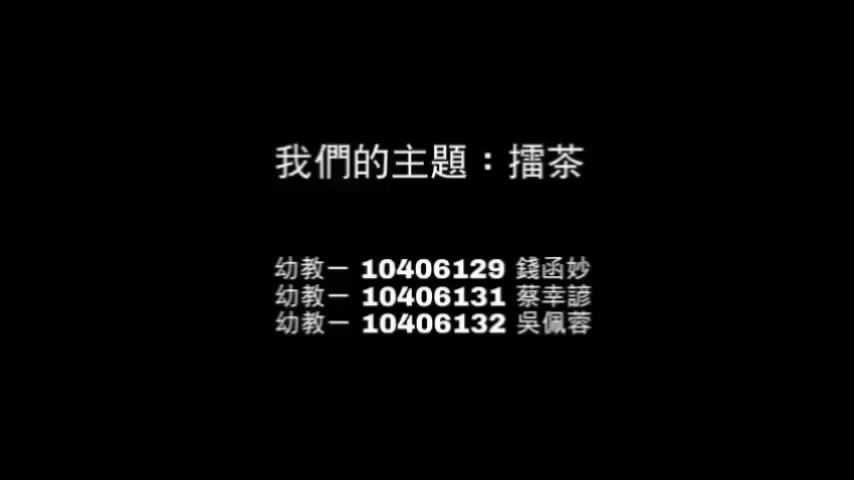 我們的主題：擂茶
幼教一 10406129 錢函妙
幼教一 10406131 蔡幸諺
幼教一 10406132 吳佩蓉